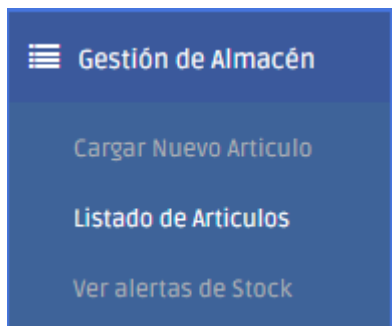 Gestión de Almacén
Cargar Nuevo Articulo
Listado de Articulos
Ver alertas de Stock